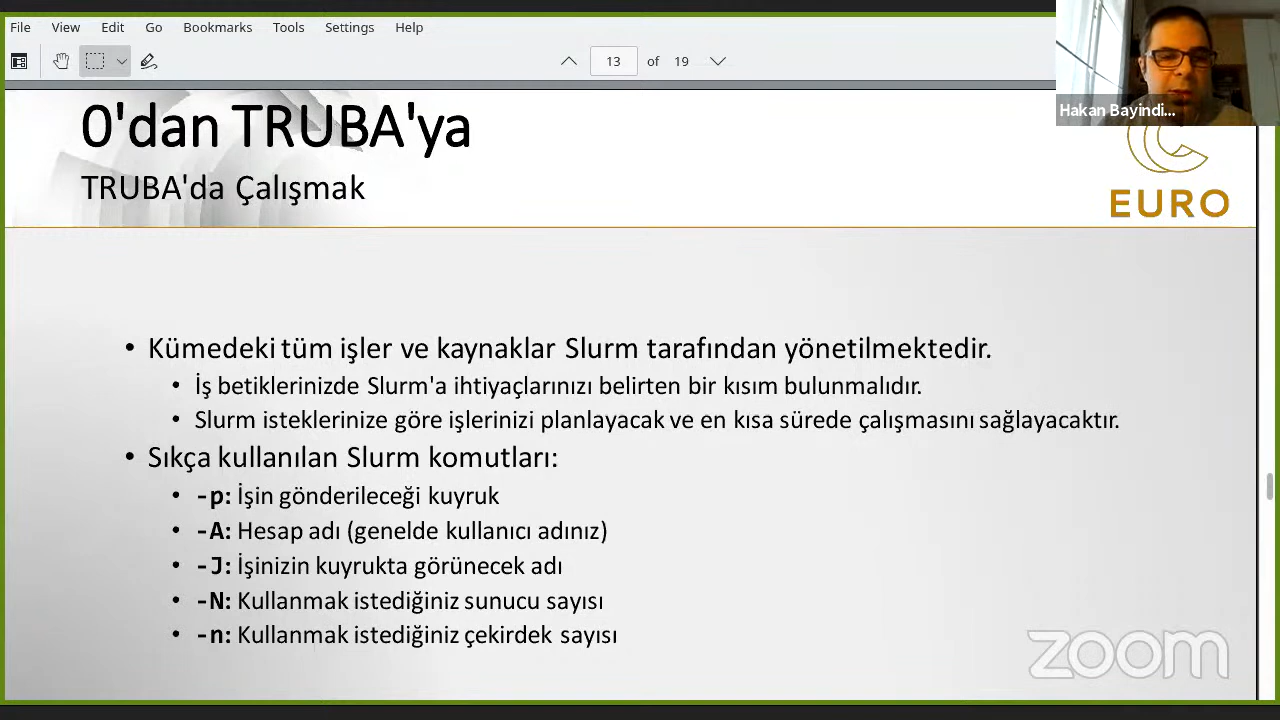 File View Edit Go Bookmarks Tools Settings Help
13 of 19
Hakan Bayindi...
0'dan TRUBA'ya
TRUBA'da Çalışmak
EURO
• Kümedeki tüm işler ve kaynaklar Slurm tarafından yönetilmektedir.
• İş betiklerinizde Slurm'a ihtiyaçlarınızı belirten bir kısım bulunmalıdır.
• Slurm isteklerinize göre işlerinizi planlayacak ve en kısa sürede çalışmasını sağlayacaktır.
• Sıkça kullanılan Slurm komutları:
• -p: İşin gönderileceği kuyruk
• -A: Hesap adı (genelde kullanıcı adınız)
• -J: İşinizin kuyrukta görünecek adı
• -N: Kullanmak istediğiniz sunucu sayısı
• -n: Kullanmak istediğiniz çekirdek sayısı
zoom